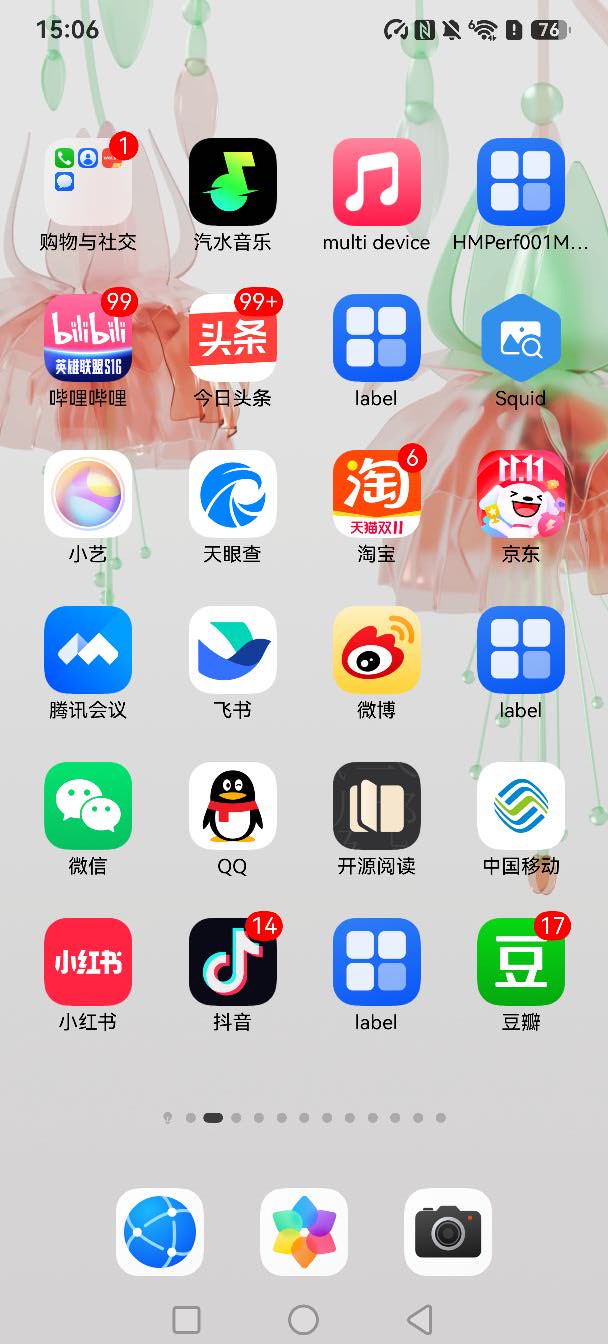 15:06
6
76
1
购物与社交
汽水音乐
multi device
HMPerf001M...
99
bilibili
英雄联盟S16
哔哩哔哩
99+
头条
今日头条
label
Squid
小艺
天眼查
6
淘
天猫双11
淘宝
11.11
京东
腾讯会议
飞书
微博
label
微信
QQ
开源阅读
中国移动
小红书
小红书
14
抖音
label
17
豆
豆瓣